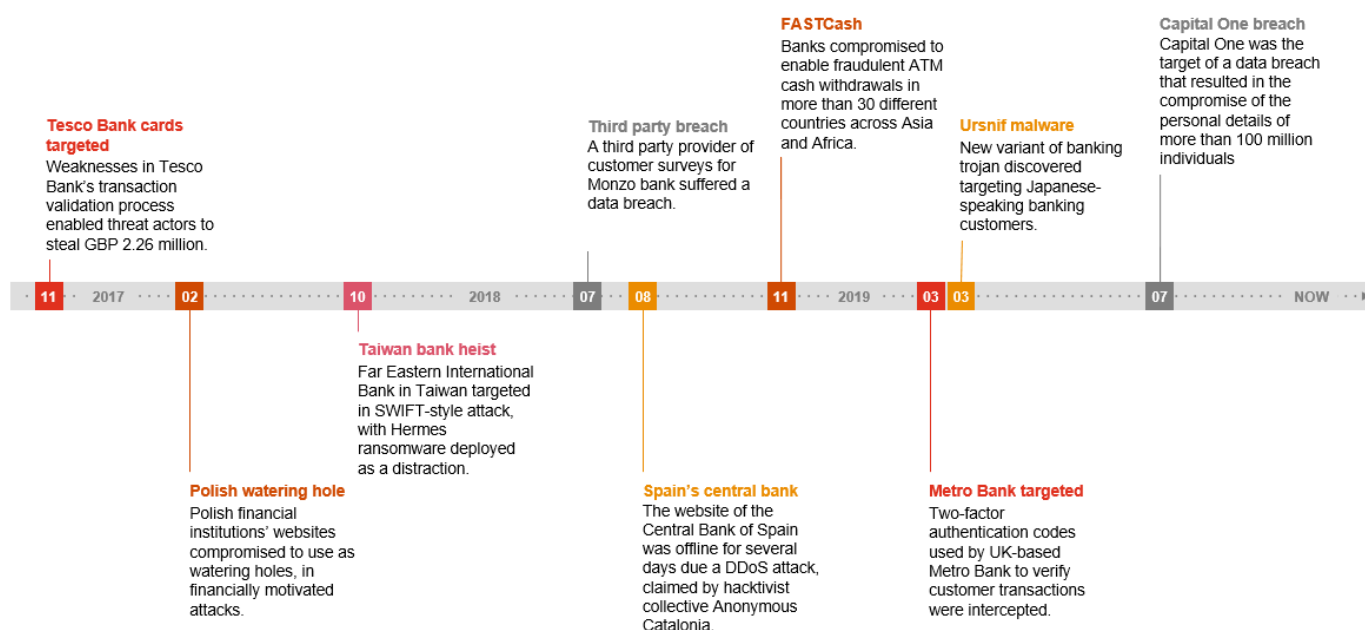 FASTCash
Banks compromised to
enable fraudulent ATM
cash withdrawals in
more than 30 different
countries across Asia
and Africa.
Capital One breach
Capital One was the
target of a data breach
that resulted in the
compromise of the
personal details of
more than 100 million
individuals
Tesco Bank cards
targeted
Weaknesses in Tesco
Bank's transaction
validation process
enabled threat actors to
steal GBP 2.26 million.
Third party breach
A third party provider of
customer surveys for
Monzo bank suffered a
data breach.
Ursnif malware
New variant of banking
trojan discovered
targeting Japanese-
speaking banking
customers.
11 2017 02 10 2018 07 08 11 2019 03 03 07 NOW
Taiwan bank heist
Far Eastern International
Bank in Taiwan targeted
in SWIFT-style attack,
with Hermes
ransomware deployed
as a distraction.
Polish watering hole
Polish financial
institutions' websites
compromised to use as
watering holes, in
financially motivated
attacks.
Spain's central bank
The website of the
Central Bank of Spain
was offline for several
days due a DDoS attack,
claimed by hacktivist
collective Anonymous
Catalonia.
Metro Bank targeted
Two-factor
authentication codes
used by UK-based
Metro Bank to verify
customer transactions
were intercepted.